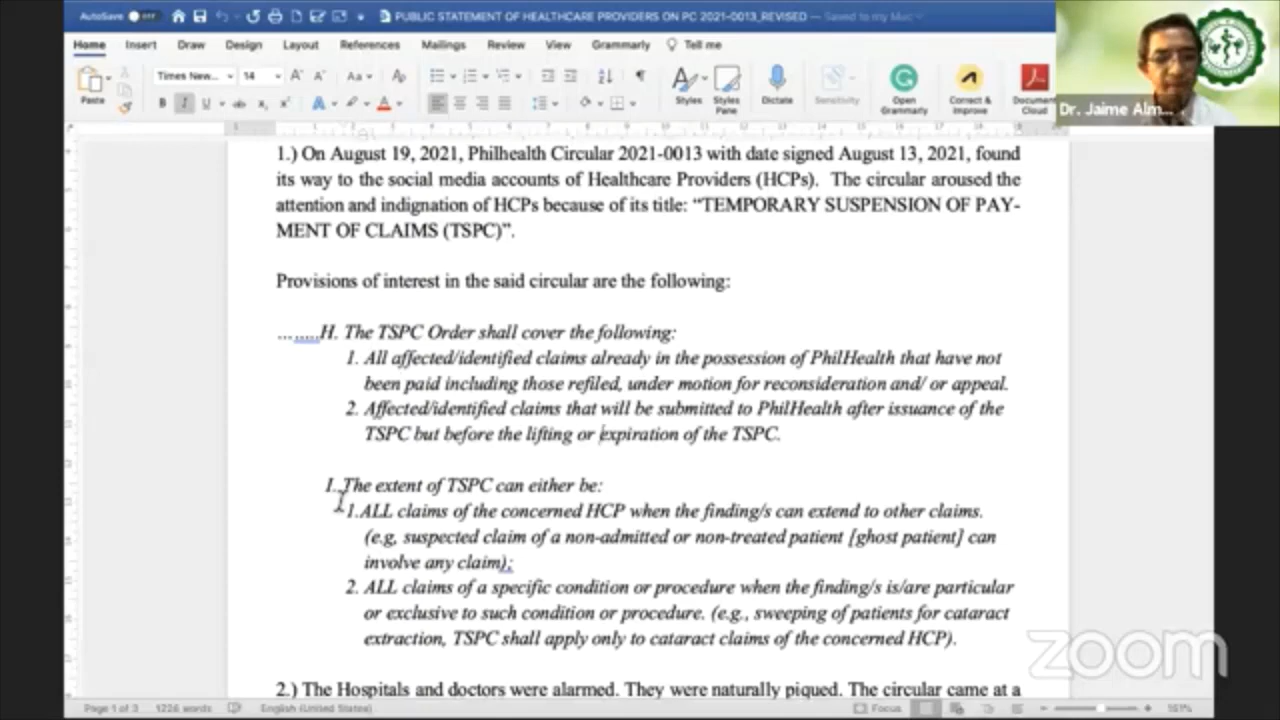 AutoSave OFF PUBLIC STATEMENT OF HEALTHCARE PROVIDERS ON PC 2021-0013_REVISED — Saved to my Mac
Home Insert Draw Design Layout References Mailings Review View Grammarly Tell me
Paste Times New... 14 Styles Styles Pane Dictate Sensitivity Open Grammarly Correct & Improve Document Cloud
Dr. Jaime Alm...
1.) On August 19, 2021, Philhealth Circular 2021-0013 with date signed August 13, 2021, found
its way to the social media accounts of Healthcare Providers (HCPs). The circular aroused the
attention and indignation of HCPs because of its title: “TEMPORARY SUSPENSION OF PAY-
MENT OF CLAIMS (TSPC)”.
Provisions of interest in the said circular are the following:
... .....H. The TSPC Order shall cover the following:
1. All affected/identified claims already in the possession of PhilHealth that have not
been paid including those refiled, under motion for reconsideration and/ or appeal.
2. Affected/identified claims that will be submitted to PhilHealth after issuance of the
TSPC but before the lifting or expiration of the TSPC.
I. The extent of TSPC can either be:
1.ALL claims of the concerned HCP when the finding/s can extend to other claims.
(e.g, suspected claim of a non-admitted or non-treated patient [ghost patient] can
involve any claim);
2. ALL claims of a specific condition or procedure when the finding/s is/are particular
or exclusive to such condition or procedure. (e.g., sweeping of patients for cataract
extraction, TSPC shall apply only to cataract claims of the concerned HCP).
2.) The Hospitals and doctors were alarmed. They were naturally piqued. The circular came at a
zoom
Page 1 of 3 1226 words English (United States) Focus 161%